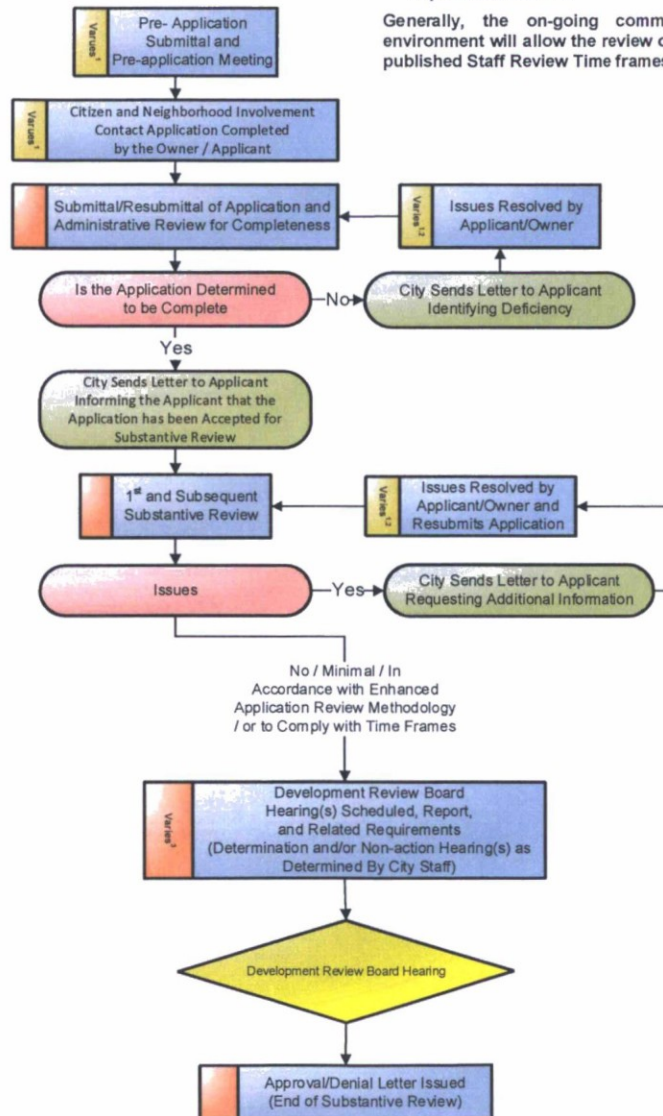 Generally, the on-going comm
environment will allow the review o
published Staff Review Time frames
Pre- Application
Submittal and
Pre-application Meeting
Varues¹
Citizen and Neighborhood Involvement
Contact Application Completed
by the Owner / Applicant
Varues¹
Submittal/Resubmittal of Application and
Administrative Review for Completeness
Varies¹,²
Issues Resolved by
Applicant/Owner
Is the Application Determined
to be Complete
No
City Sends Letter to Applicant
Identifying Deficiency
Yes
City Sends Letter to Applicant
Informing the Applicant that the
Application has been Accepted for
Substantive Review
1st and Subsequent
Substantive Review
Varies¹,²
Issues Resolved by
Applicant/Owner and
Resubmits Application
Issues
Yes
City Sends Letter to Applicant
Requesting Additional Information
No / Minimal / In
Accordance with Enhanced
Application Review Methodology
/ or to Comply with Time Frames
Varies¹
Development Review Board
Hearing(s) Scheduled, Report,
and Related Requirements
(Determination and/or Non-action Hearing(s) as
Determined By City Staff)
Development Review Board Hearing
Approval/Denial Letter Issued
(End of Substantive Review)